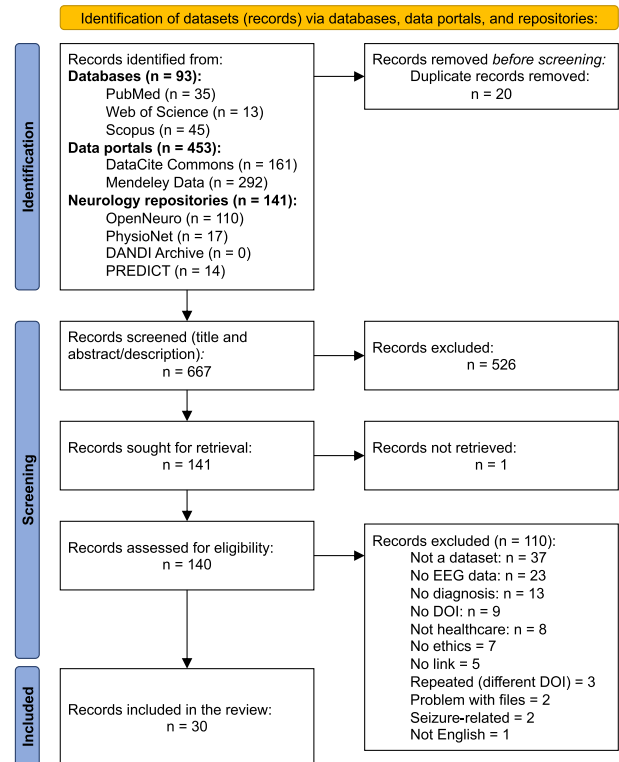 Identification of datasets (records) via databases, data portals, and repositories:
Identification
Records identified from:
Databases (n = 93):
PubMed (n = 35)
Web of Science (n = 13)
Scopus (n = 45)
Data portals (n = 453):
DataCite Commons (n = 161)
Mendeley Data (n = 292)
Neurology repositories (n = 141):
OpenNeuro (n = 110)
PhysioNet (n = 17)
DANDI Archive (n = 0)
PREDICT (n = 14)
Records removed before screening:
Duplicate records removed:
n = 20
Screening
Records screened (title and
abstract/description):
n = 667
Records excluded:
n = 526
Records sought for retrieval:
n = 141
Records not retrieved:
n = 1
Records assessed for eligibility:
n = 140
Records excluded (n = 110):
Not a dataset: n = 37
No EEG data: n = 23
No diagnosis: n = 13
No DOI: n = 9
Not healthcare: n = 8
No ethics = 7
No link = 5
Repeated (different DOI) = 3
Problem with files = 2
Seizure-related = 2
Not English = 1
Included
Records included in the review:
n = 30